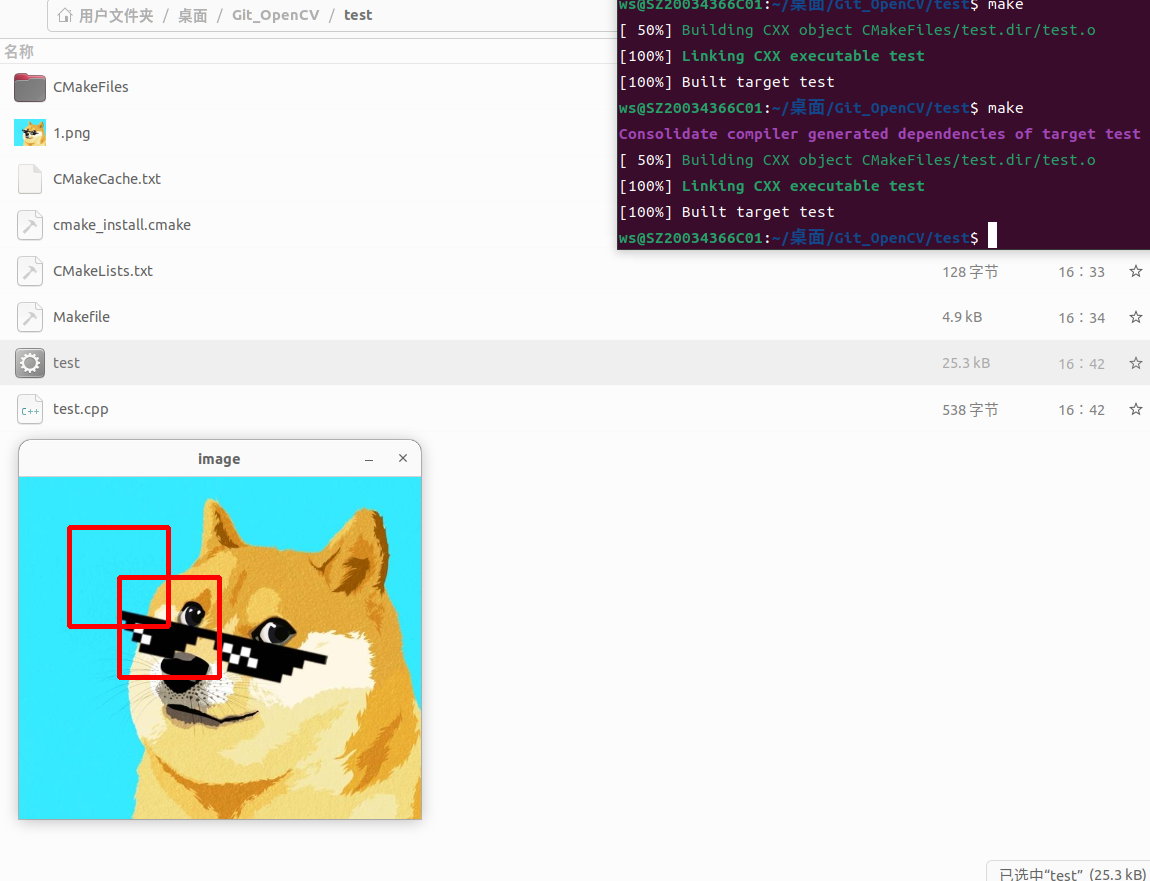 用户文件夹 / 桌面 / Git_OpenCV / test
名称
CMakeFiles
1.png
CMakeCache.txt
cmake_install.cmake
CMakeLists.txt 128 字节 16：33
Makefile 4.9 kB 16：34
test 25.3 kB 16：42
test.cpp 538 字节 16：42
ws@SZ20034366C01:~/桌面/Git_OpenCV/test$ make
[ 50%] Building CXX object CMakeFiles/test.dir/test.o
[100%] Linking CXX executable test
[100%] Built target test
ws@SZ20034366C01:~/桌面/Git_OpenCV/test$ make
Consolidate compiler generated dependencies of target test
[ 50%] Building CXX object CMakeFiles/test.dir/test.o
[100%] Linking CXX executable test
[100%] Built target test
ws@SZ20034366C01:~/桌面/Git_OpenCV/test$
image
已选中“test” (25.3 kB)